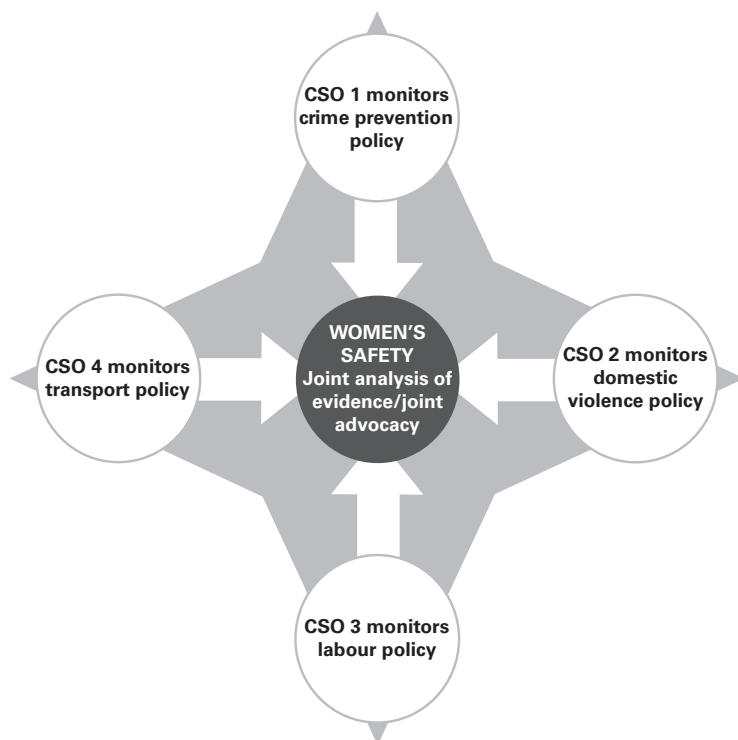 CSO 1 monitors
crime prevention
policy
CSO 4 monitors
transport policy
WOMEN'S
SAFETY
Joint analysis of
evidence/joint
advocacy
CSO 2 monitors
domestic
violence policy
CSO 3 monitors
labour policy